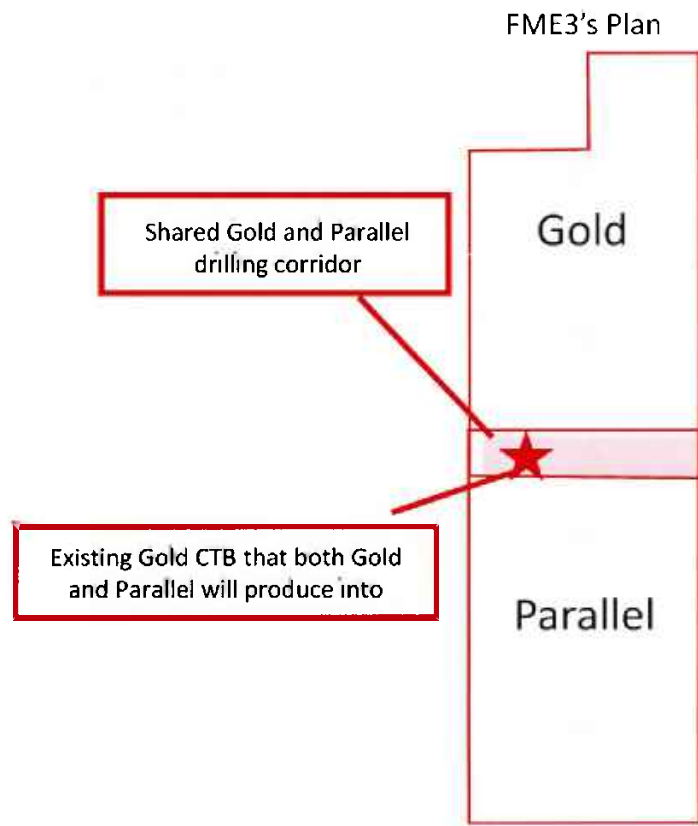 FME3's Plan
Gold
Shared Gold and Parallel
drilling corridor
Existing Gold CTB that both Gold
and Parallel will produce into
Parallel